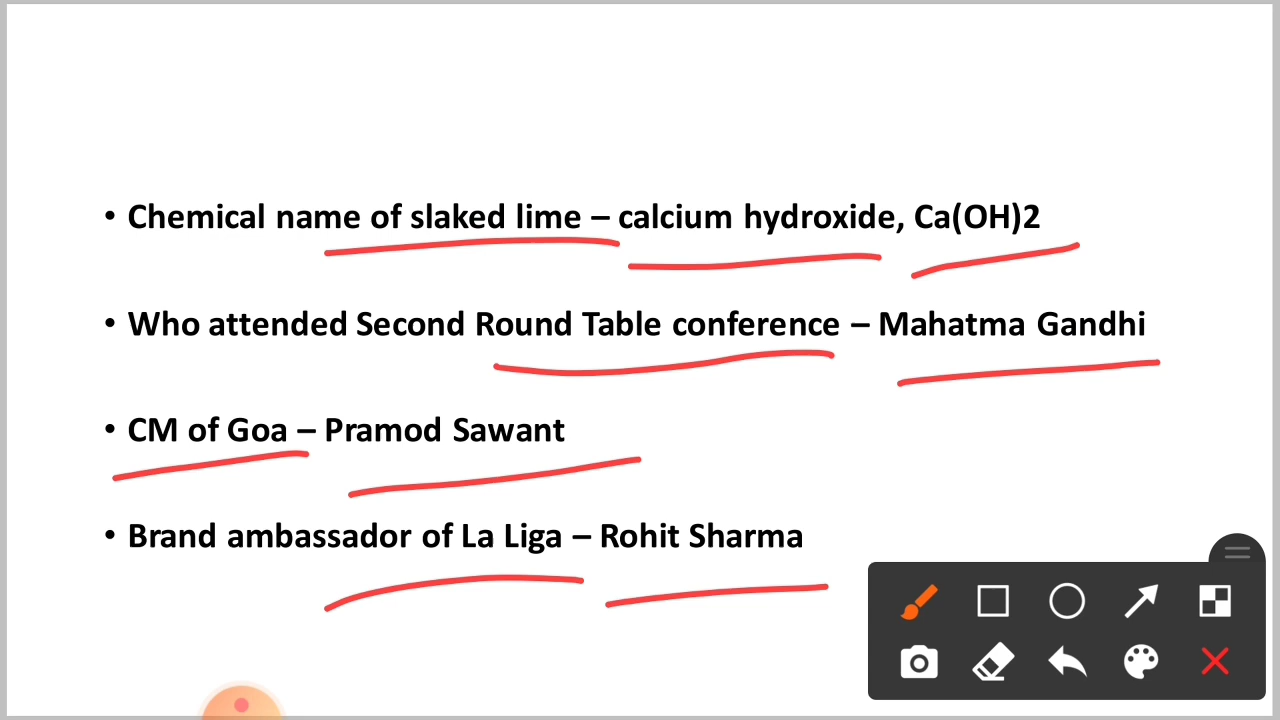 • Chemical name of slaked lime – calcium hydroxide, Ca(OH)2
• Who attended Second Round Table conference – Mahatma Gandhi
• CM of Goa – Pramod Sawant
• Brand ambassador of La Liga – Rohit Sharma